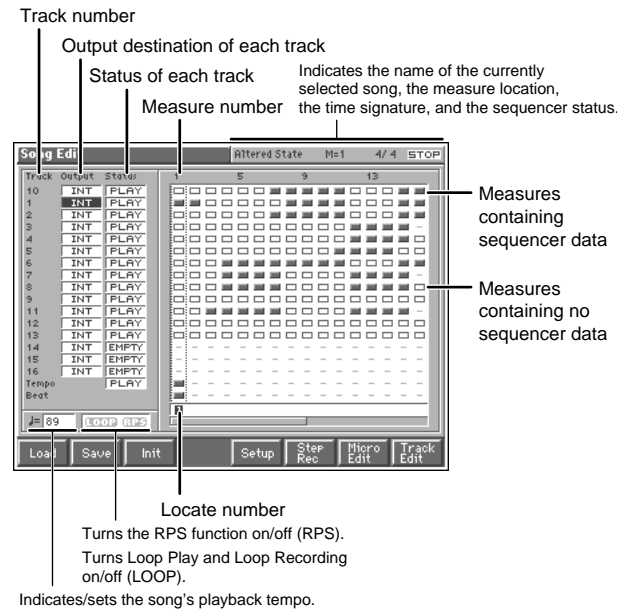 Track number
Output destination of each track
Status of each track
Indicates the name of the currently
selected song, the measure location,
the time signature, and the sequencer status.
Measure number
Song Edit
Altered State M=1 4/ 4 STOP
Track Output Status 1 5 9 13
10 INT PLAY
1 INT PLAY
2 INT PLAY
3 INT PLAY
4 INT PLAY
5 INT PLAY
6 INT PLAY
7 INT PLAY
8 INT PLAY
9 INT PLAY
11 INT PLAY
12 INT PLAY
13 INT PLAY
14 INT EMPTY
15 INT EMPTY
16 INT EMPTY
Tempo PLAY
Beat
Measures
containing
sequencer data
Measures
containing no
sequencer data
♩= 89 LOOP RPS
Load Save Init Setup Step Rec Micro Edit Track Edit
Locate number
Turns the RPS function on/off (RPS).
Turns Loop Play and Loop Recording
on/off (LOOP).
Indicates/sets the song's playback tempo.